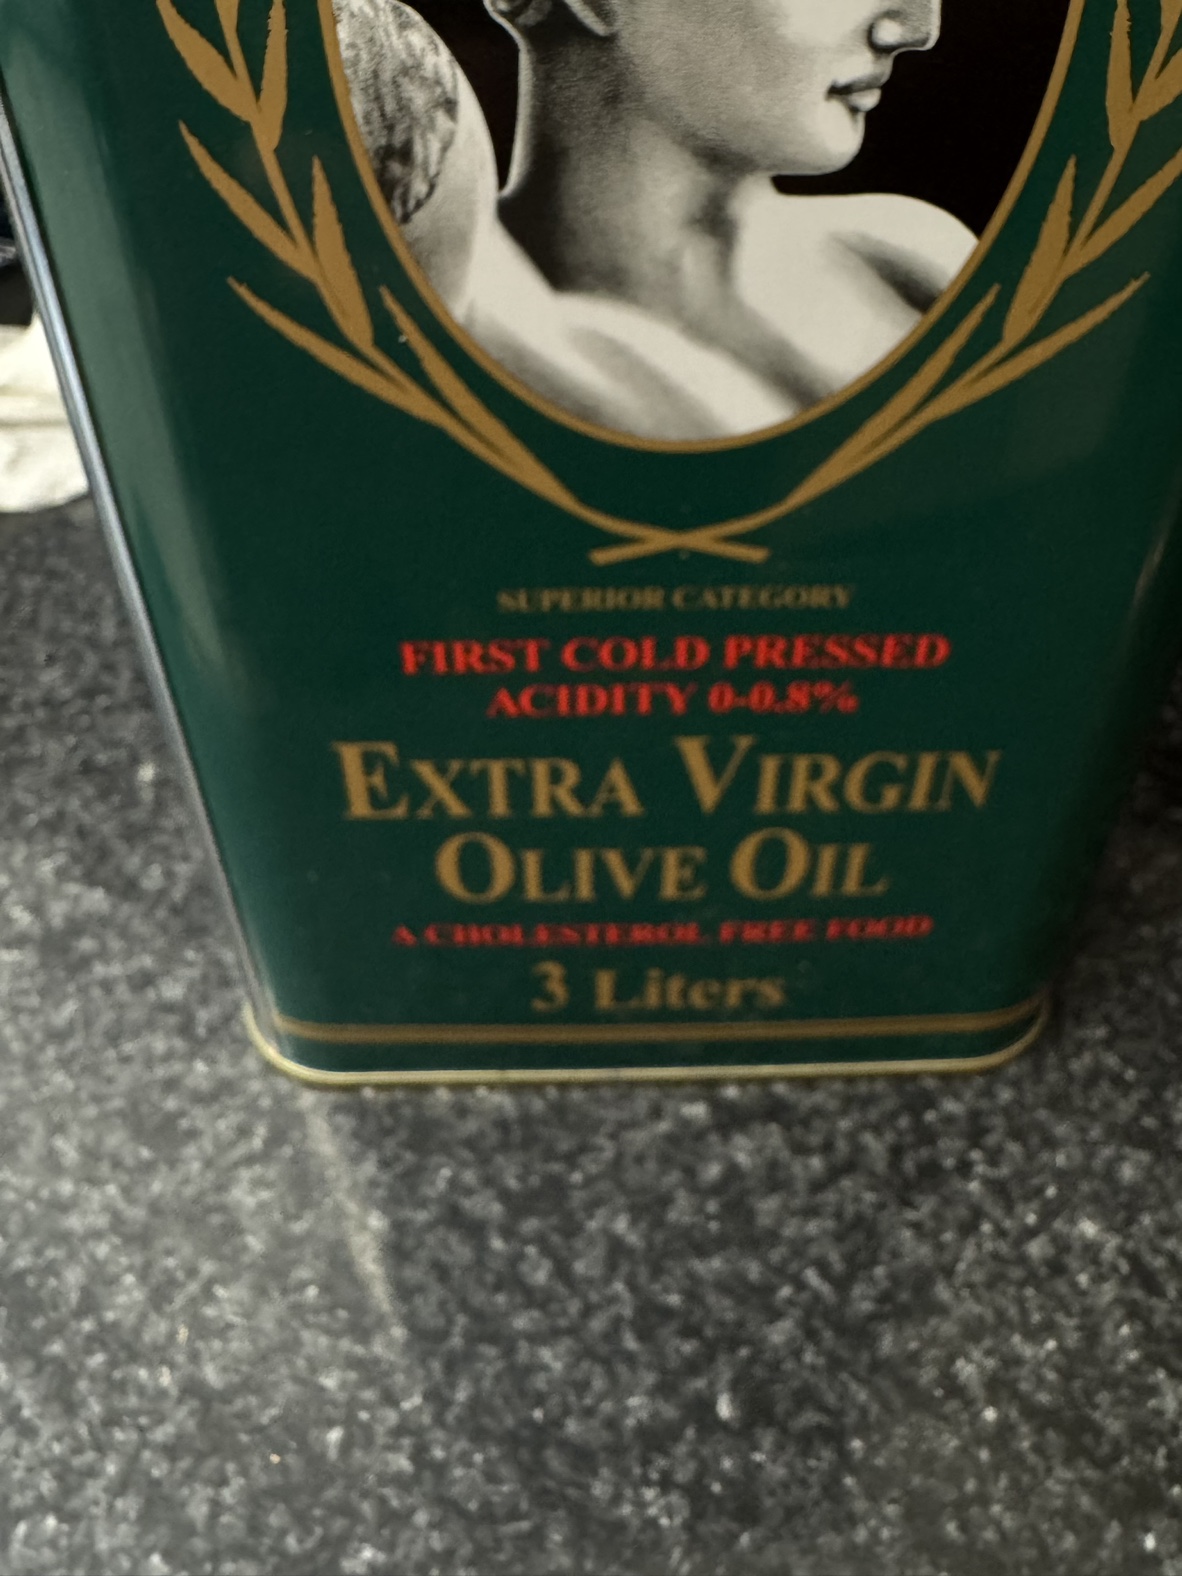 SUPERIOR CATEGORY
FIRST COLD PRESSED
ACIDITY 0-0.8%
EXTRA VIRGIN
OLIVE OIL
A CHOLESTEROL FREE FOOD
3 Liters